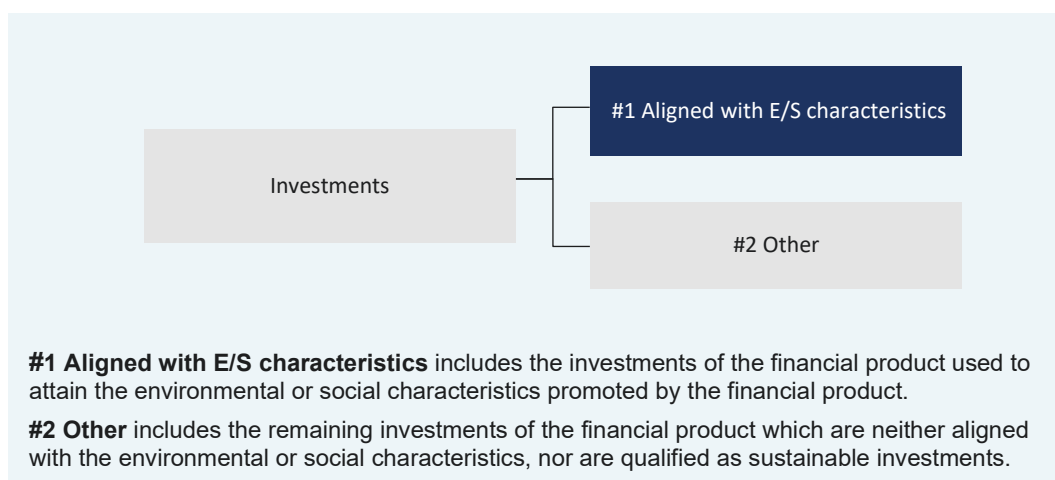 #1 Aligned with E/S characteristics
Investments
#2 Other
#1 Aligned with E/S characteristics includes the investments of the financial product used to
attain the environmental or social characteristics promoted by the financial product.
#2 Other includes the remaining investments of the financial product which are neither aligned
with the environmental or social characteristics, nor are qualified as sustainable investments.